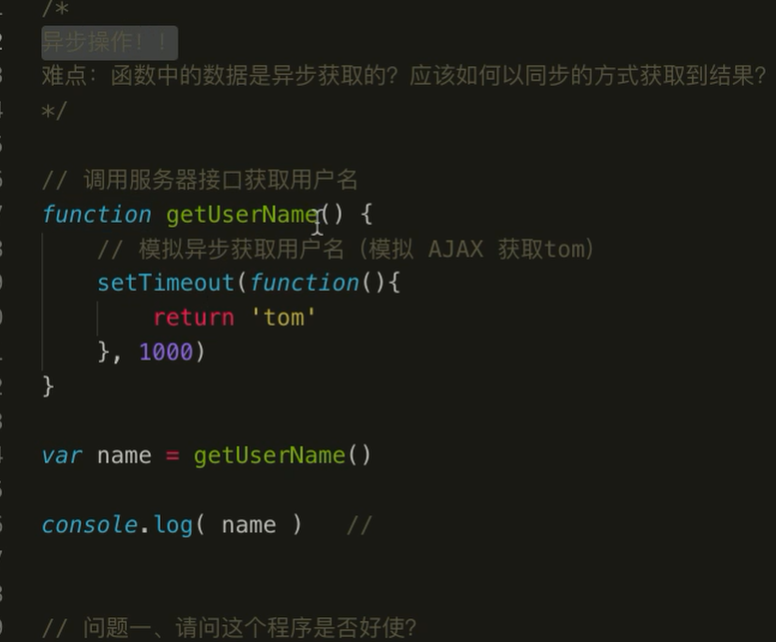 /*
异步操作！！
难点：函数中的数据是异步获取的？应该如何以同步的方式获取到结果？
*/
// 调用服务器接口获取用户名
function getUserName() {
// 模拟异步获取用户名（模拟 AJAX 获取tom）
setTimeout(function(){
return 'tom'
}, 1000)
}
var name = getUserName()
console.log( name ) //
// 问题一、请问这个程序是否好使？